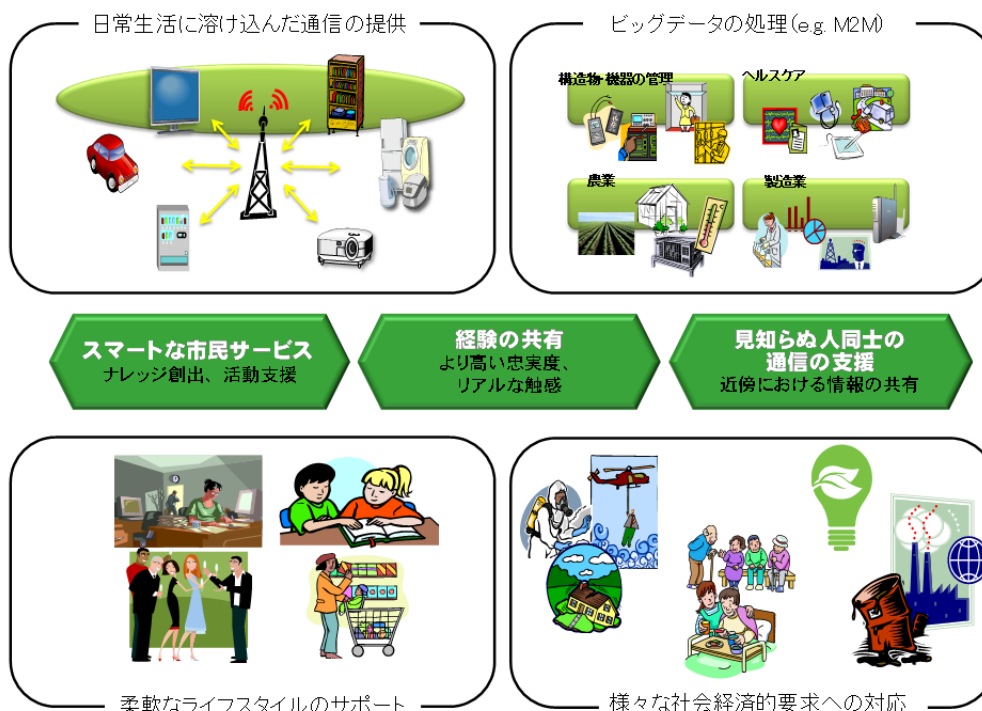 日常生活に溶け込んだ通信の提供
ビッグデータの処理(e.g. M2M)
構造物・機器の管理
ヘルスケア
農業
製造業
スマートな市民サービス
ナレッジ創出、活動支援
経験の共有
より高い忠実度、
リアルな触感
見知らぬ人同士の
通信の支援
近傍における情報の共有
柔軟なライフスタイルのサポート
様々な社会経済的要求への対応